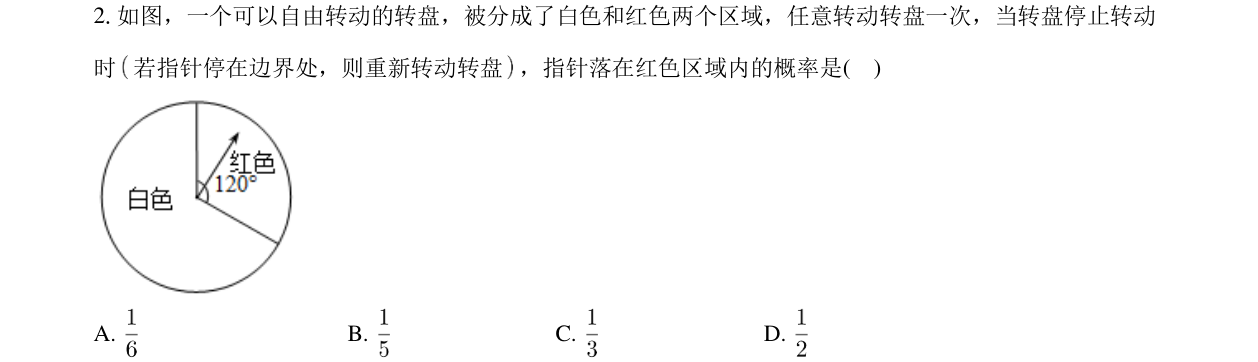 2. 如图，一个可以自由转动的转盘，被分成了白色和红色两个区域，任意转动转盘一次，当转盘停止转动
时(若指针停在边界处，则重新转动转盘)，指针落在红色区域内的概率是( )
红色
120°
白色
A. 1/6 B. 1/5 C. 1/3 D. 1/2